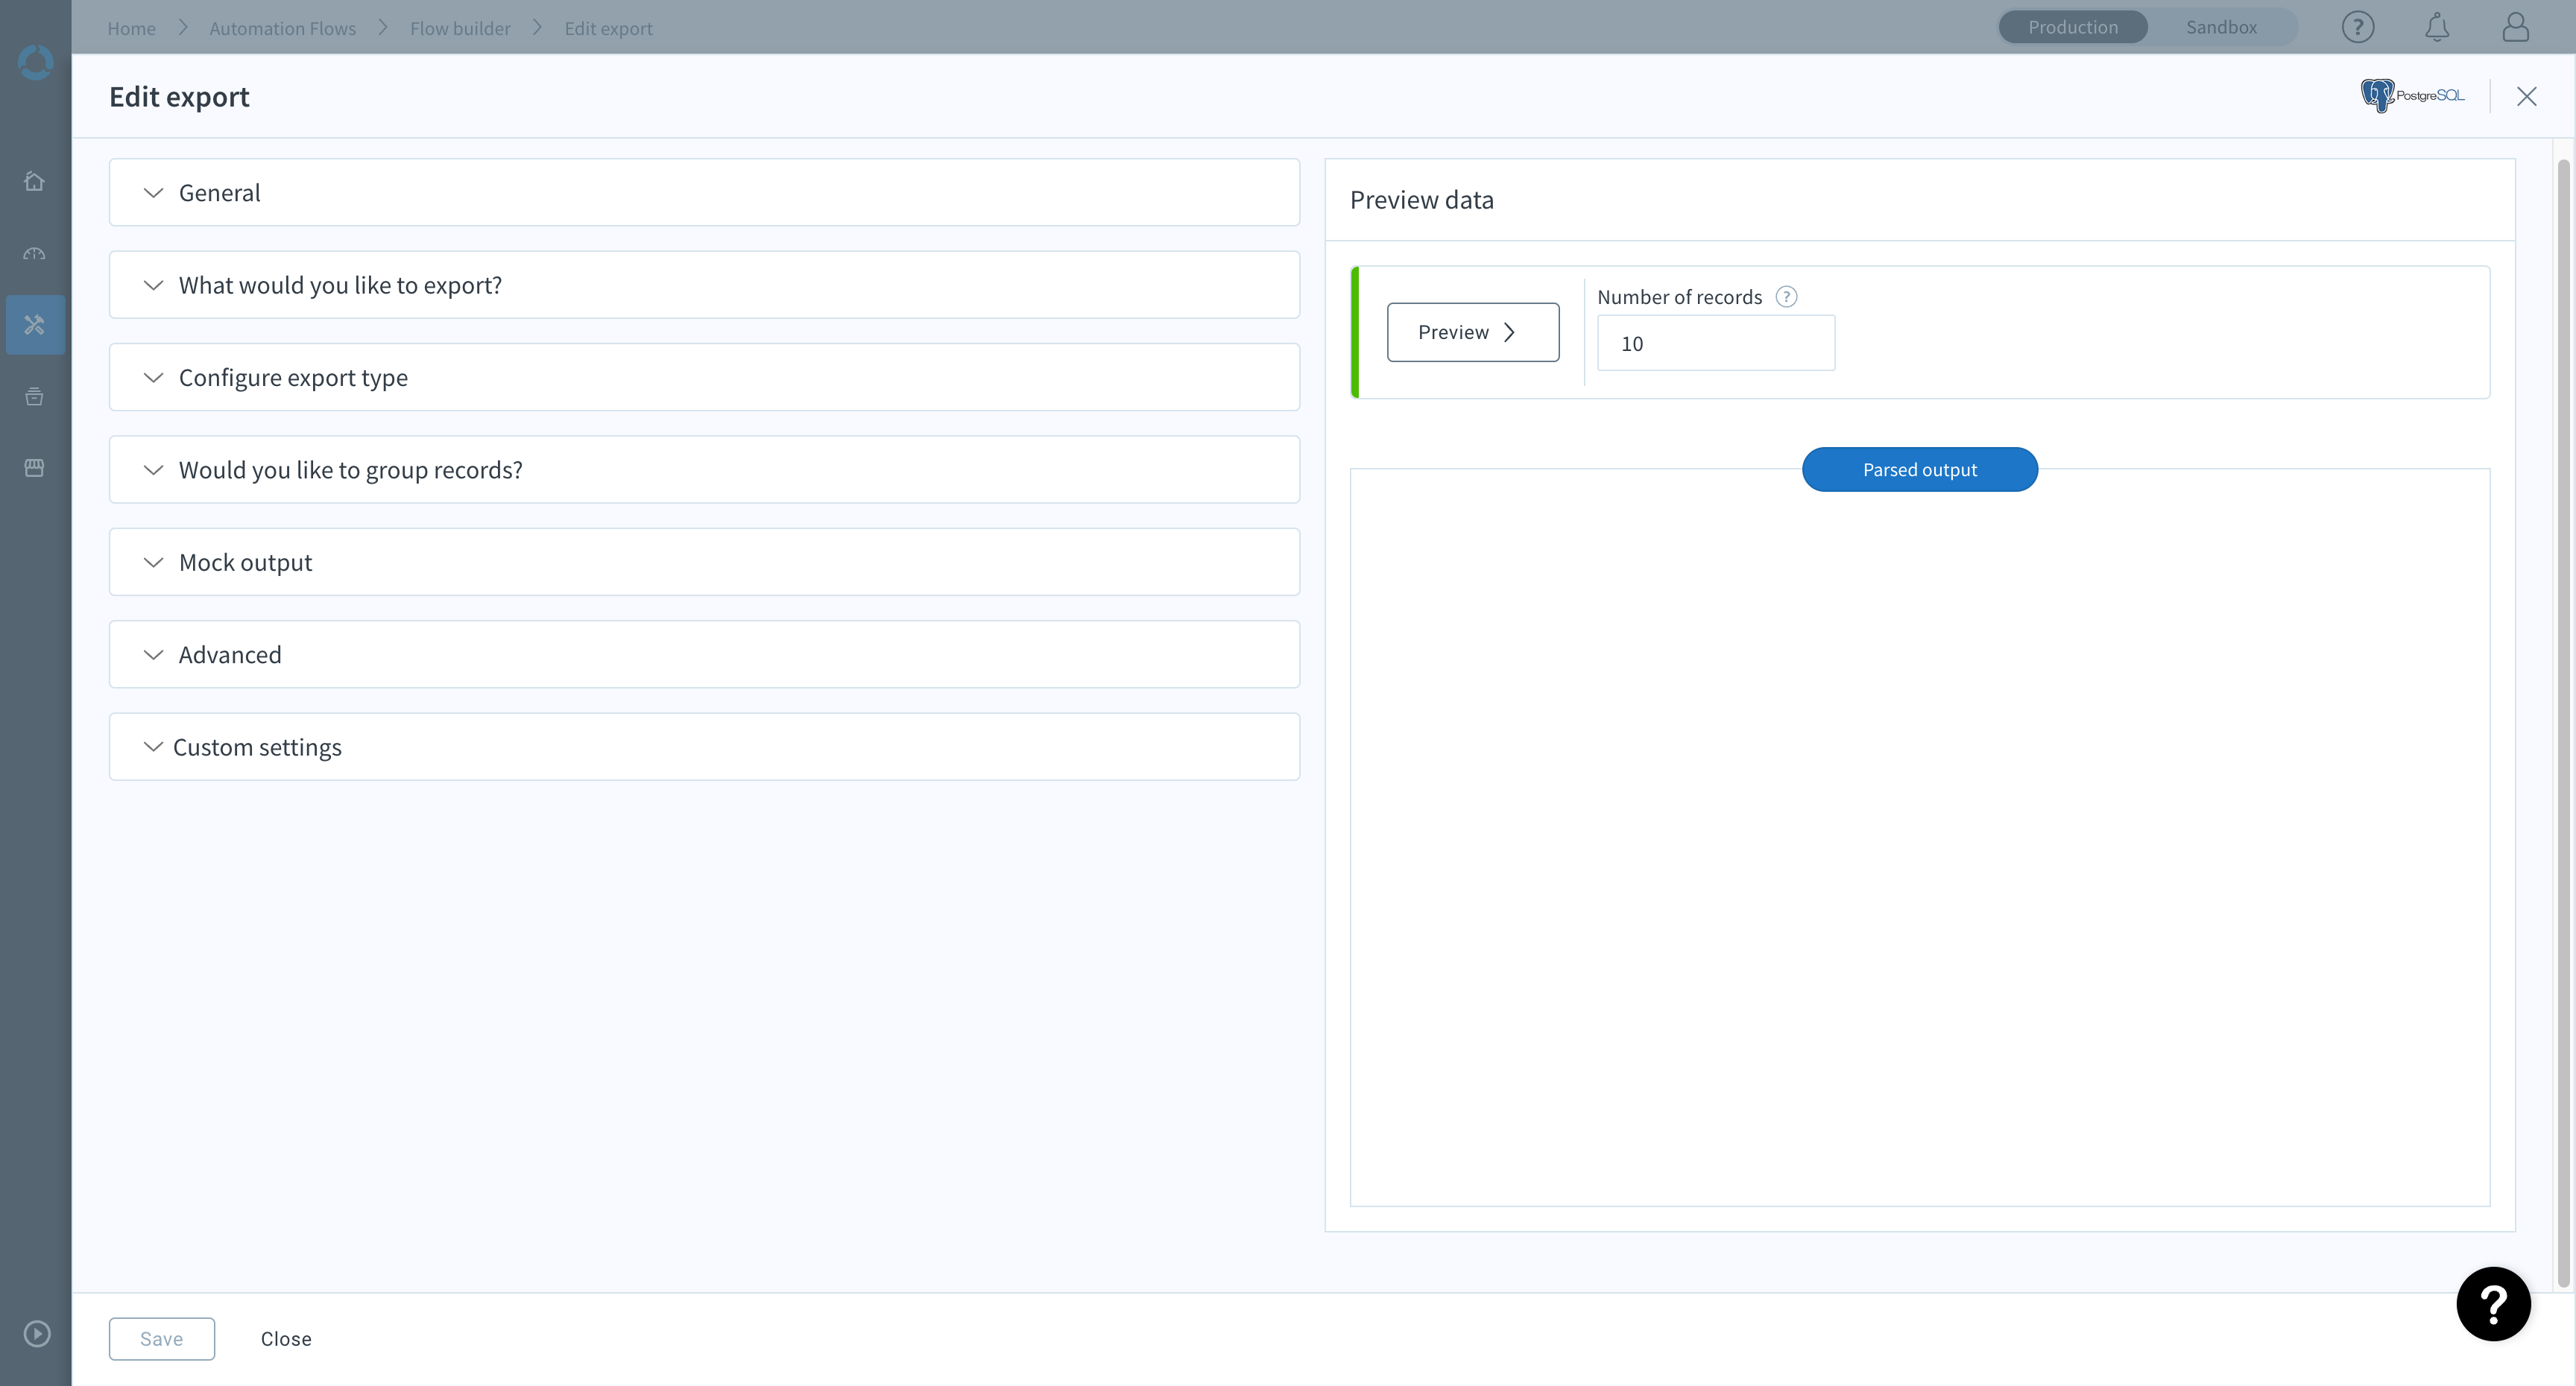 Home Automation Flows Flow builder Edit export
Production Sandbox ?
Edit export
PostgreSQL
General
What would you like to export?
Configure export type
Would you like to group records?
Mock output
Advanced
Custom settings
Preview data
Preview
Number of records ?
10
Parsed output
Save Close
?